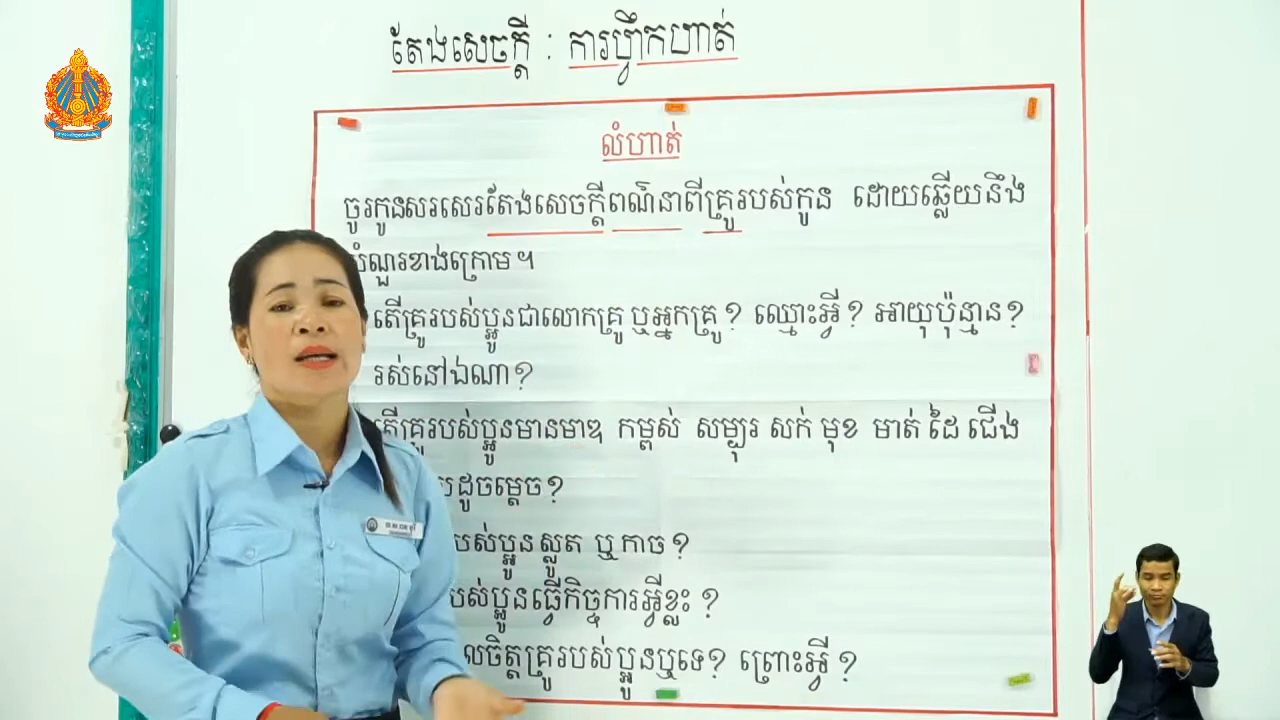 តែងសេចក្ដី : ការប្វឹកហាត់
លំហាត់
ចូរកូនសរសេរតែងសេចក្ដីពណ៌នាពីគ្រូរបស់កូន ដោយឆ្លើយនឹង
សំណួរខាងក្រោម។
តើគ្រូរបស់ប្អូនជាលោកគ្រូ ឬអ្នកគ្រូ? ឈ្មោះអ្វី? អាយុប៉ុន្មាន?
រស់នៅឯណា?
តើគ្រូរបស់ប្អូនមានមាឌ កម្ពស់ សម្បុរ សក់ មុខ មាត់ ដៃ ជើង
ដូចម្ដេច?
របស់ប្អូនស្លូត ឬកាច?
របស់ប្អូនធ្វើកិច្ចការអ្វីខ្លះ?
ចិត្តគ្រូរបស់ប្អូនឬទេ? ព្រោះអ្វី?